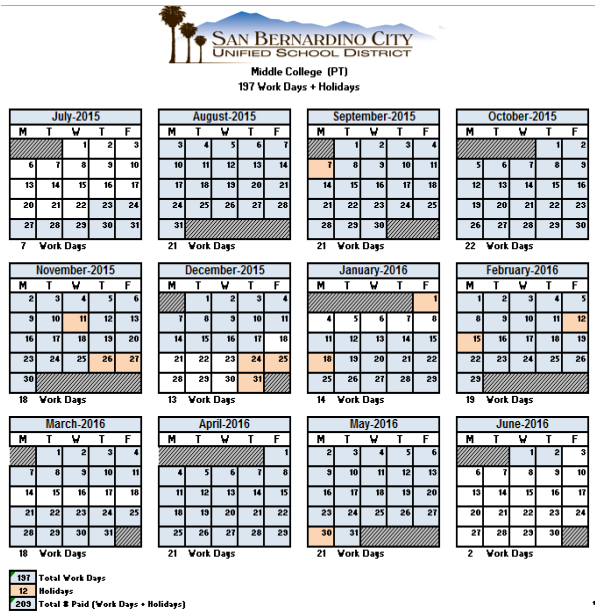 SAN BERNARDINO CITY
UNIFIED SCHOOL DISTRICT
Middle College (PT)
197 Work Days + Holidays
July-2015
M T W T F
1 2 3
6 7 8 9 10
13 14 15 16 17
20 21 22 23 24
27 28 29 30 31
7 Work Days
August-2015
M T W T F
3 4 5 6 7
10 11 12 13 14
17 18 19 20 21
24 25 26 27 28
31
21 Work Days
September-2015
M T W T F
1 2 3 4
7 8 9 10 11
14 15 16 17 18
21 22 23 24 25
28 29 30
21 Work Days
October-2015
M T W T F
1 2
5 6 7 8 9
12 13 14 15 16
19 20 21 22 23
26 27 28 29 30
22 Work Days
November-2015
M T W T F
2 3 4 5 6
9 10 11 12 13
16 17 18 19 20
23 24 25 26 27
30
18 Work Days
December-2015
M T W T F
1 2 3 4
7 8 9 10 11
14 15 16 17 18
21 22 23 24 25
28 29 30 31
13 Work Days
January-2016
M T W T F
1
4 5 6 7 8
11 12 13 14 15
18 19 20 21 22
25 26 27 28 29
14 Work Days
February-2016
M T W T F
1 2 3 4 5
8 9 10 11 12
15 16 17 18 19
22 23 24 25 26
29
19 Work Days
March-2016
M T W T F
1 2 3 4
7 8 9 10 11
14 15 16 17 18
21 22 23 24 25
28 29 30 31
18 Work Days
April-2016
M T W T F
1
4 5 6 7 8
11 12 13 14 15
18 19 20 21 22
25 26 27 28 29
21 Work Days
May-2016
M T W T F
2 3 4 5 6
9 10 11 12 13
16 17 18 19 20
23 24 25 26 27
30 31
21 Work Days
June-2016
M T W T F
1 2 3
6 7 8 9 10
13 14 15 16 17
20 21 22 23 24
27 28 29 30
2 Work Days
197 Total Work Days
12 Holidays
209 Total # Paid (Work Days + Holidays)